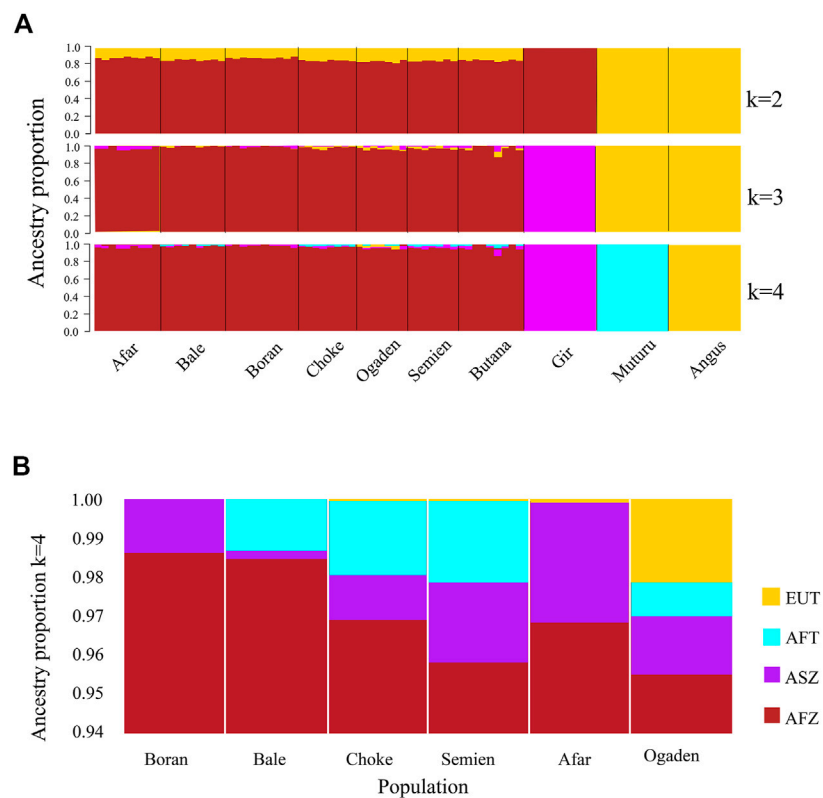 A
Ancestry proportion
1.0
0.8
0.6
0.4
0.2
0.0
k=2
1.0
0.8
0.6
0.4
0.2
0.0
k=3
1.0
0.8
0.6
0.4
0.2
0.0
k=4
Afar
Bale
Boran
Choke
Ogaden
Semien
Butana
Gir
Muturu
Angus
B
Ancestry proportion k=4
1.00
0.99
0.98
0.97
0.96
0.95
0.94
EUT
AFT
ASZ
AFZ
Boran
Bale
Choke
Semien
Afar
Ogaden
Population